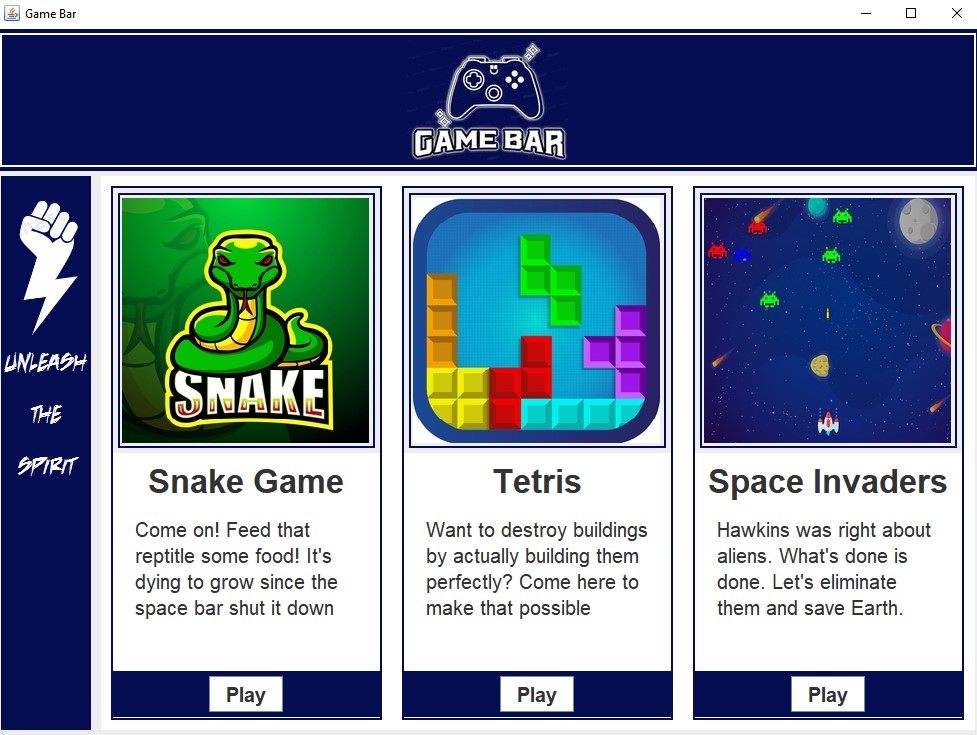 Game Bar
GAME BAR
UNLEASH
THE
SPIRIT
SNAKE
Snake Game
Come on! Feed that
reptitle some food! It's
dying to grow since the
space bar shut it down
Play
Tetris
Want to destroy buildings
by actually building them
perfectly? Come here to
make that possible
Play
Space Invaders
Hawkins was right about
aliens. What's done is
done. Let's eliminate
them and save Earth.
Play